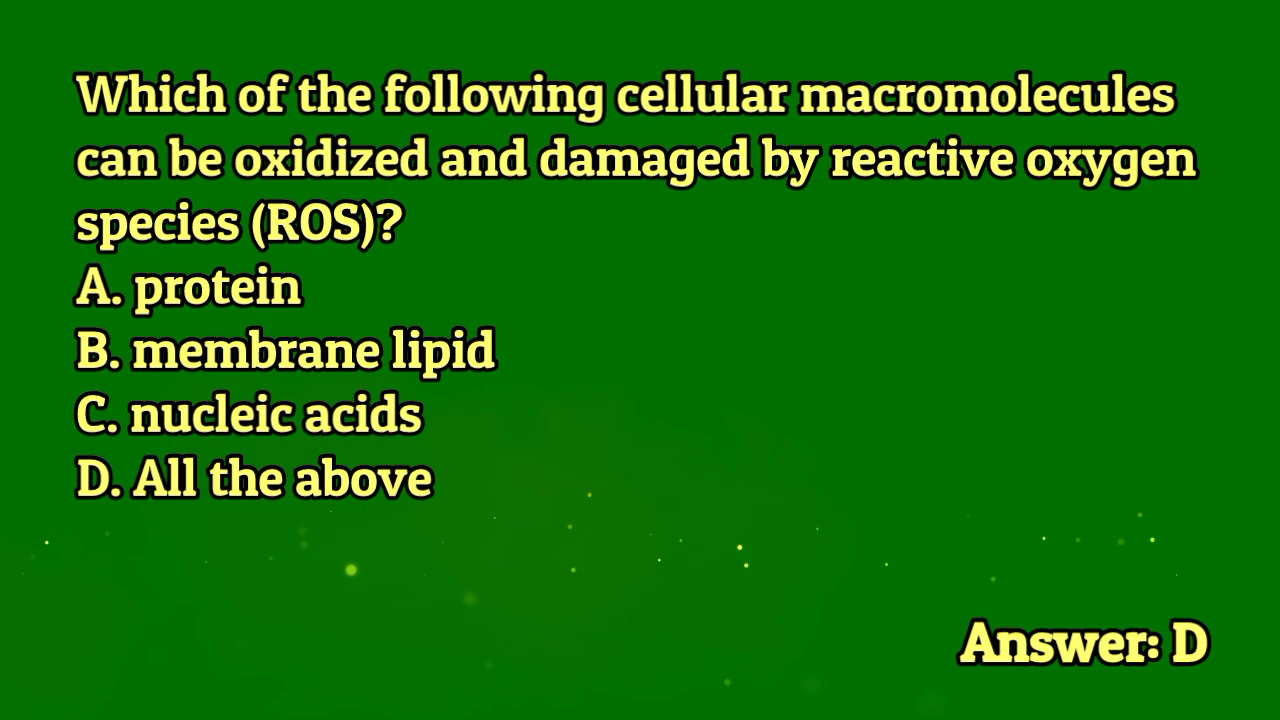 Which of the following cellular macromolecules
can be oxidized and damaged by reactive oxygen
species (ROS)?
A. protein
B. membrane lipid
C. nucleic acids
D. All the above
Answer: D